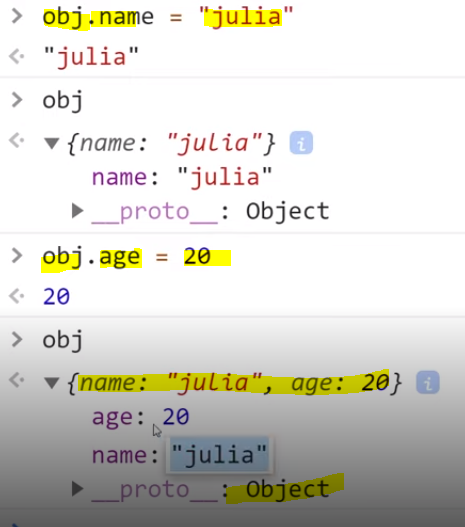 > obj.name = "julia"
<· "julia"
> obj
<· ▼ {name: "julia"} i
name: "julia"
▶ __proto__: Object
> obj.age = 20
<· 20
> obj
<· ▼ {name: "julia", age: 20} i
age: 20
name: "julia"
▶ __proto__: Object